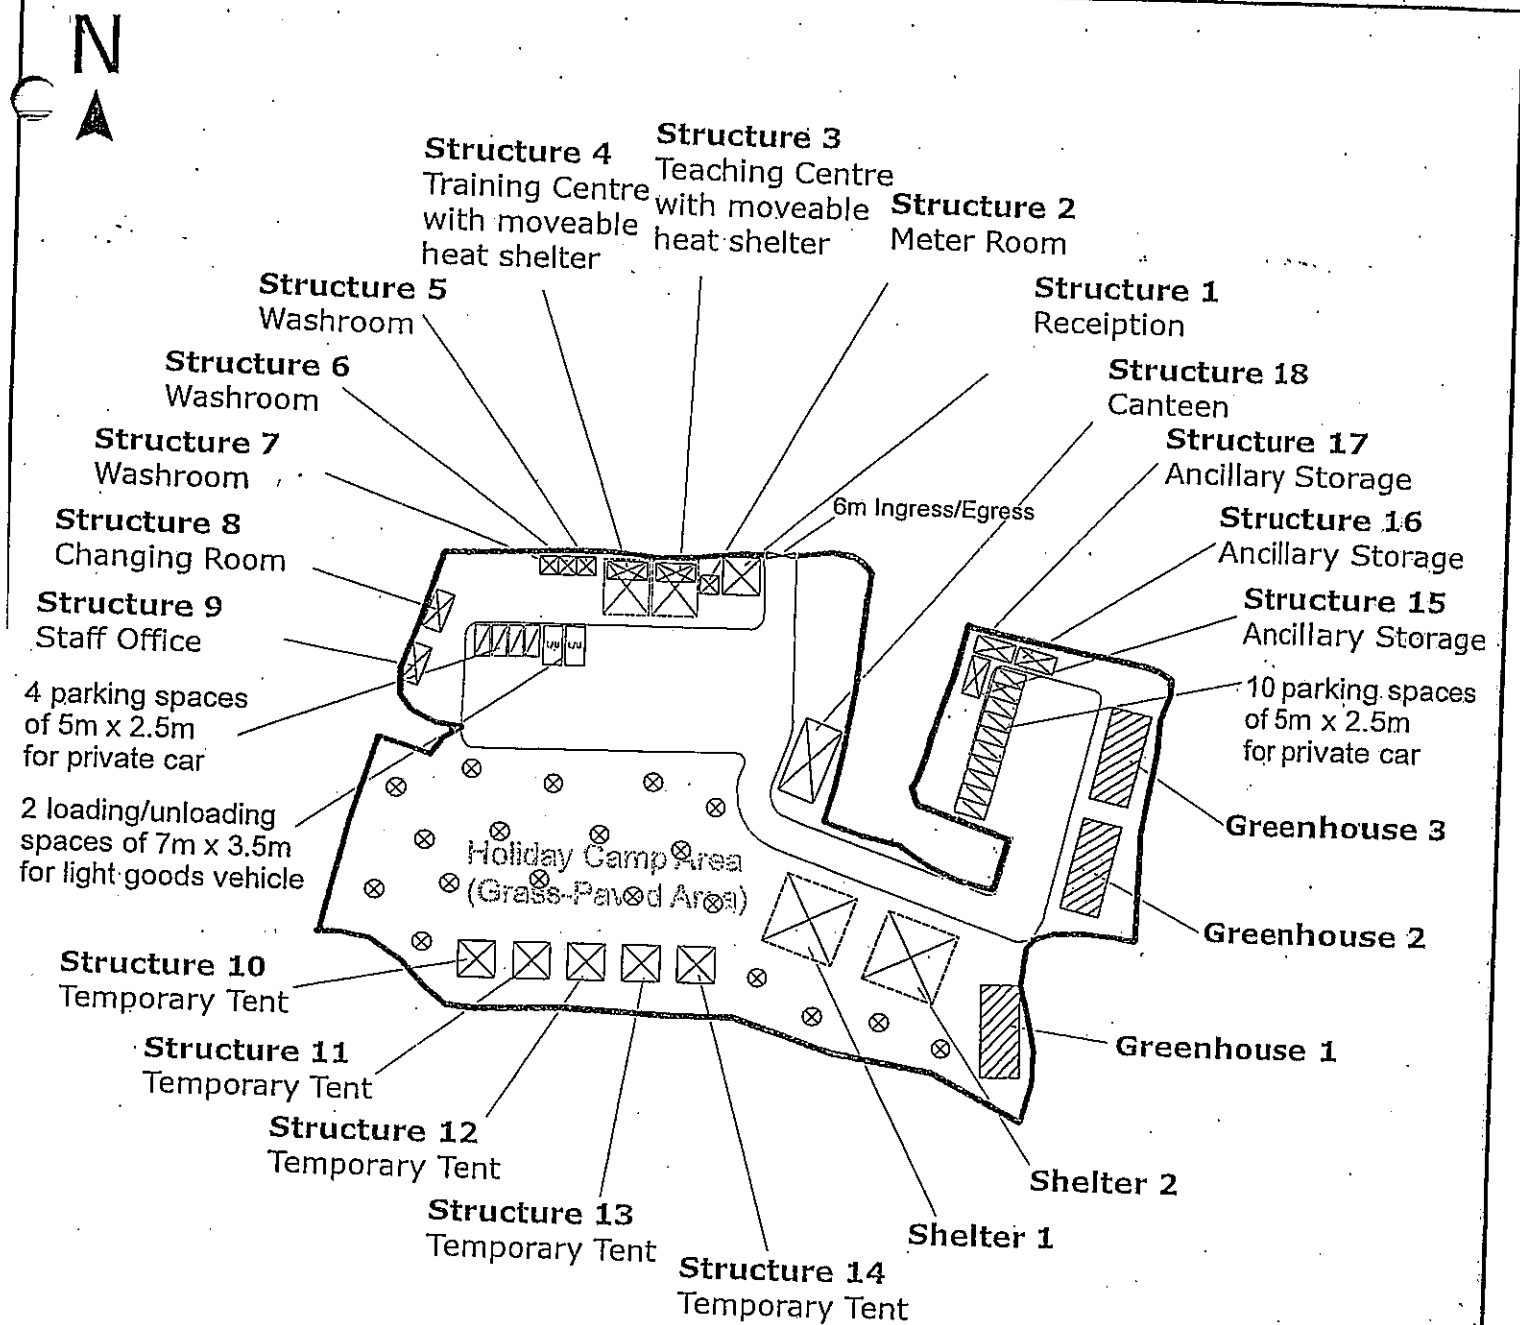 N
Structure 3
Teaching Centre
with moveable
heat shelter
Structure 4
Training Centre
with moveable
heat shelter
Structure 2
Meter Room
Structure 5
Washroom
Structure 1
Receiption
Structure 6
Washroom
Structure 18
Canteen
Structure 7
Washroom
Structure 17
Ancillary Storage
6m Ingress/Egress
Structure 8
Changing Room
Structure 16
Ancillary Storage
Structure 9
Staff Office
Structure 15
Ancillary Storage
4 parking spaces
of 5m x 2.5m
for private car
10 parking spaces
of 5m x 2.5m
for private car
2 loading/unloading
spaces of 7m x 3.5m
for light goods vehicle
Greenhouse 3
Holiday Camp Area
(Grass-Paved Area)
Greenhouse 2
Structure 10
Temporary Tent
Structure 11
Temporary Tent
Greenhouse 1
Structure 12
Temporary Tent
Shelter 2
Structure 13
Temporary Tent
Shelter 1
Structure 14
Temporary Tent